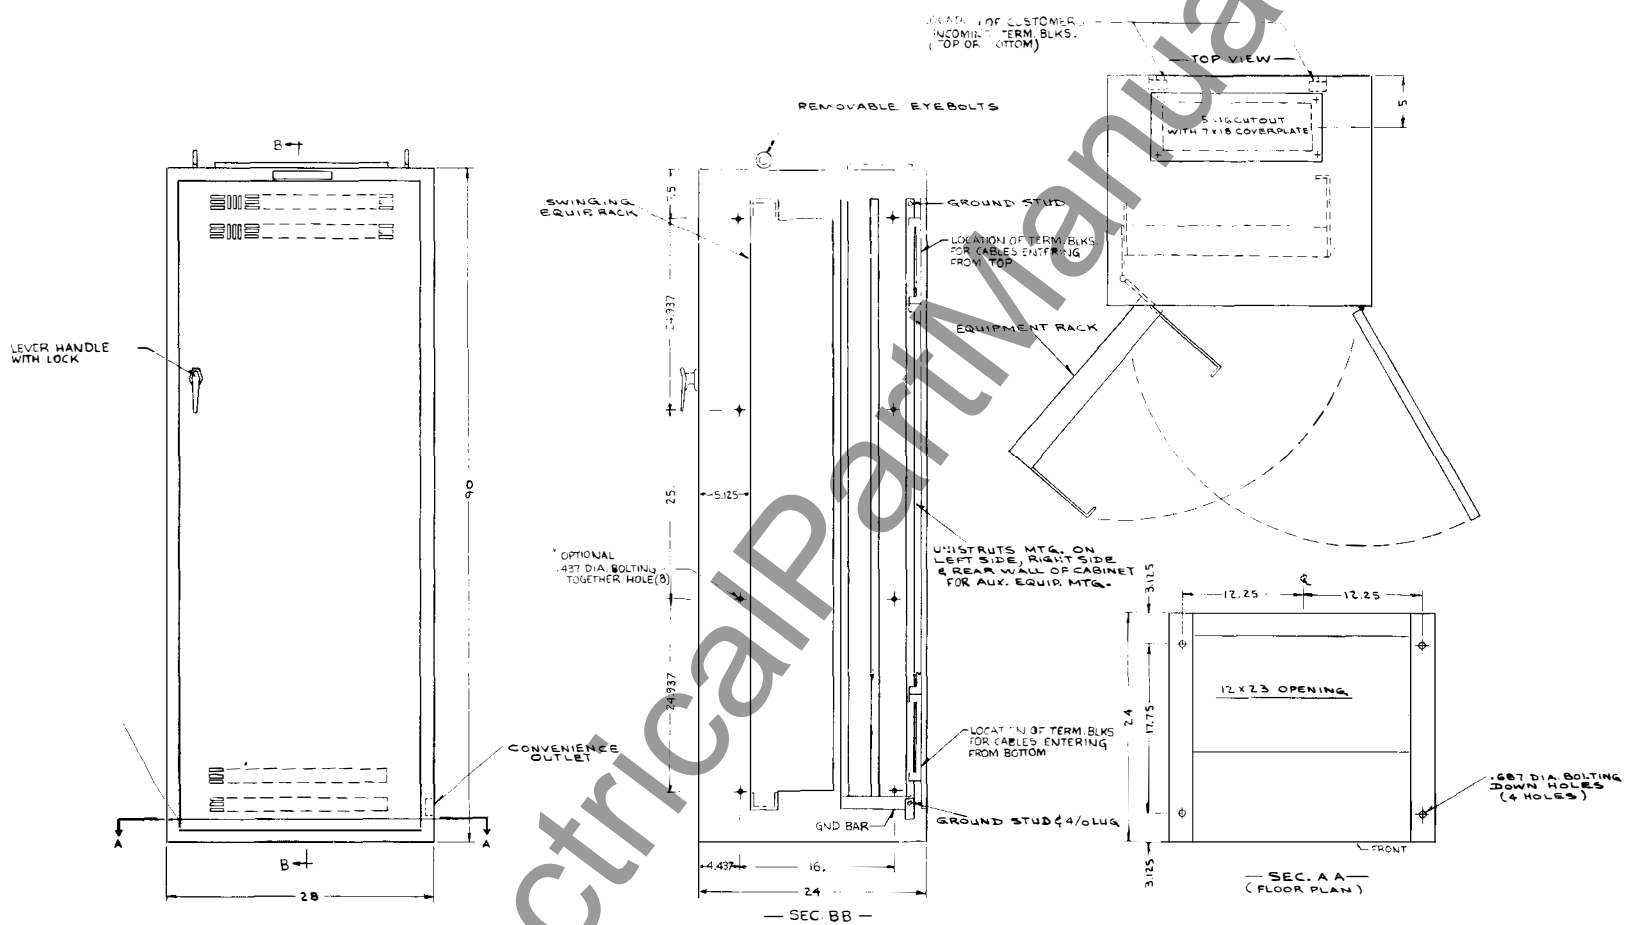 B
LEVER HANDLE
WITH LOCK
90
CONVENIENCE
OUTLET
A
A
B
28
REMOVABLE EYEBOLTS
SWINGING
EQUIP. RACK
24.937
25.
5.125
* OPTIONAL
.437 DIA. BOLTING
TOGETHER HOLE(8)
24.937
GROUND STUD
LOCATION OF TERM. BLKS.
FOR CABLES ENTERING
FROM TOP
EQUIPMENT RACK
UNISTRUTS MTG. ON
LEFT SIDE, RIGHT SIDE
& REAR WALL OF CABINET
FOR AUX. EQUIP. MTG.
LOCATION OF TERM. BLKS
FOR CABLES ENTERING
FROM BOTTOM
GND BAR
GROUND STUD & 4/0 LUG
4.437
16.
24
SEC. BB
LOCATION OF CUSTOMER
INCOMING TERM. BLKS.
(TOP OR BOTTOM)
TOP VIEW
CUTOUT
WITH 7 X 18 COVERPLATE
5
3.125
℄
12.25
12.25
24
17.75
12 X 23 OPENING
.687 DIA. BOLTING
DOWN HOLES
(4 HOLES)
FRONT
3.125
SEC. A A
(FLOOR PLAN)
ctricalPartManua